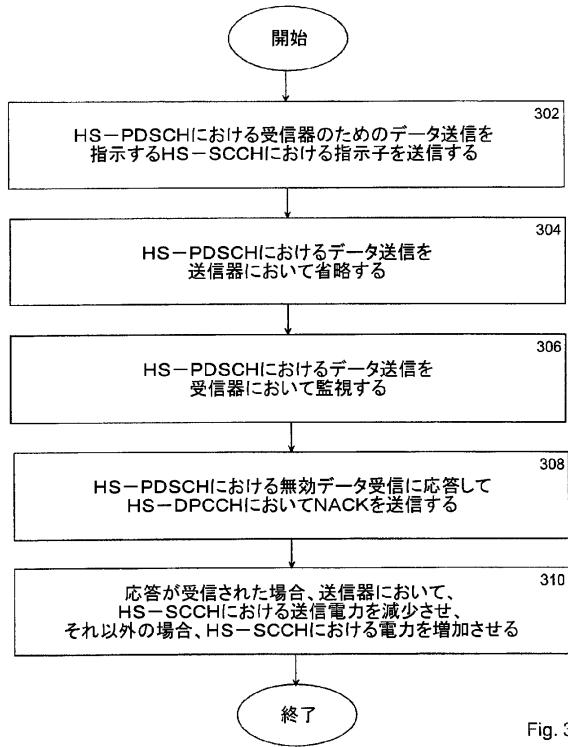 開始
302
HS－PDSCHにおける受信器のためのデータ送信を
指示するHS－SCCHにおける指示子を送信する
304
HS－PDSCHにおけるデータ送信を
送信器において省略する
306
HS－PDSCHにおけるデータ送信を
受信器において監視する
308
HS－PDSCHにおける無効データ受信に応答して
HS－DPCCHにおいてNACKを送信する
310
応答が受信された場合、送信器において、
HS－SCCHにおける送信電力を減少させ、
それ以外の場合、HS－SCCHにおける電力を増加させる
終了
Fig. 3